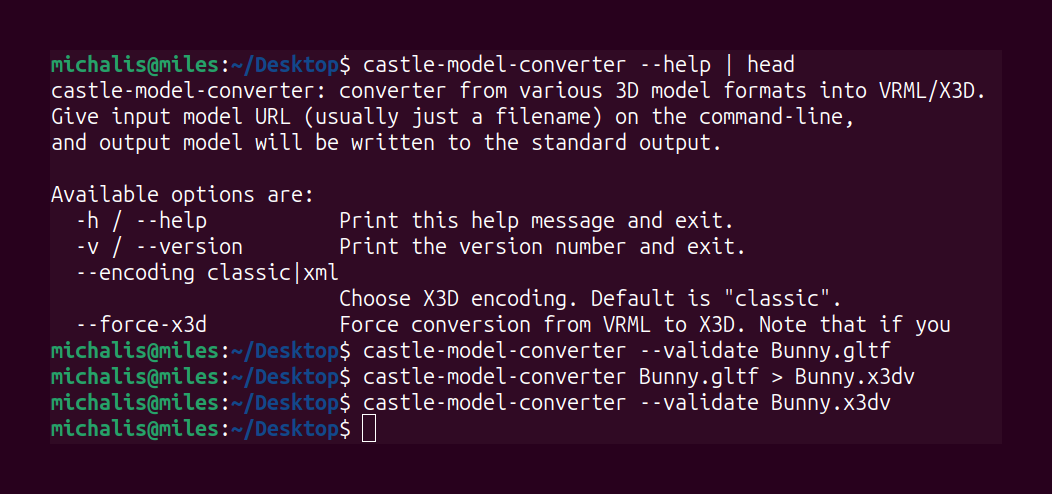 michalis@miles:~/Desktop$ castle-model-converter --help | head
castle-model-converter: converter from various 3D model formats into VRML/X3D.
Give input model URL (usually just a filename) on the command-line,
and output model will be written to the standard output.

Available options are:
  -h / --help           Print this help message and exit.
  -v / --version        Print the version number and exit.
  --encoding classic|xml
                        Choose X3D encoding. Default is "classic".
  --force-x3d           Force conversion from VRML to X3D. Note that if you
michalis@miles:~/Desktop$ castle-model-converter --validate Bunny.gltf
michalis@miles:~/Desktop$ castle-model-converter Bunny.gltf > Bunny.x3dv
michalis@miles:~/Desktop$ castle-model-converter --validate Bunny.x3dv
michalis@miles:~/Desktop$